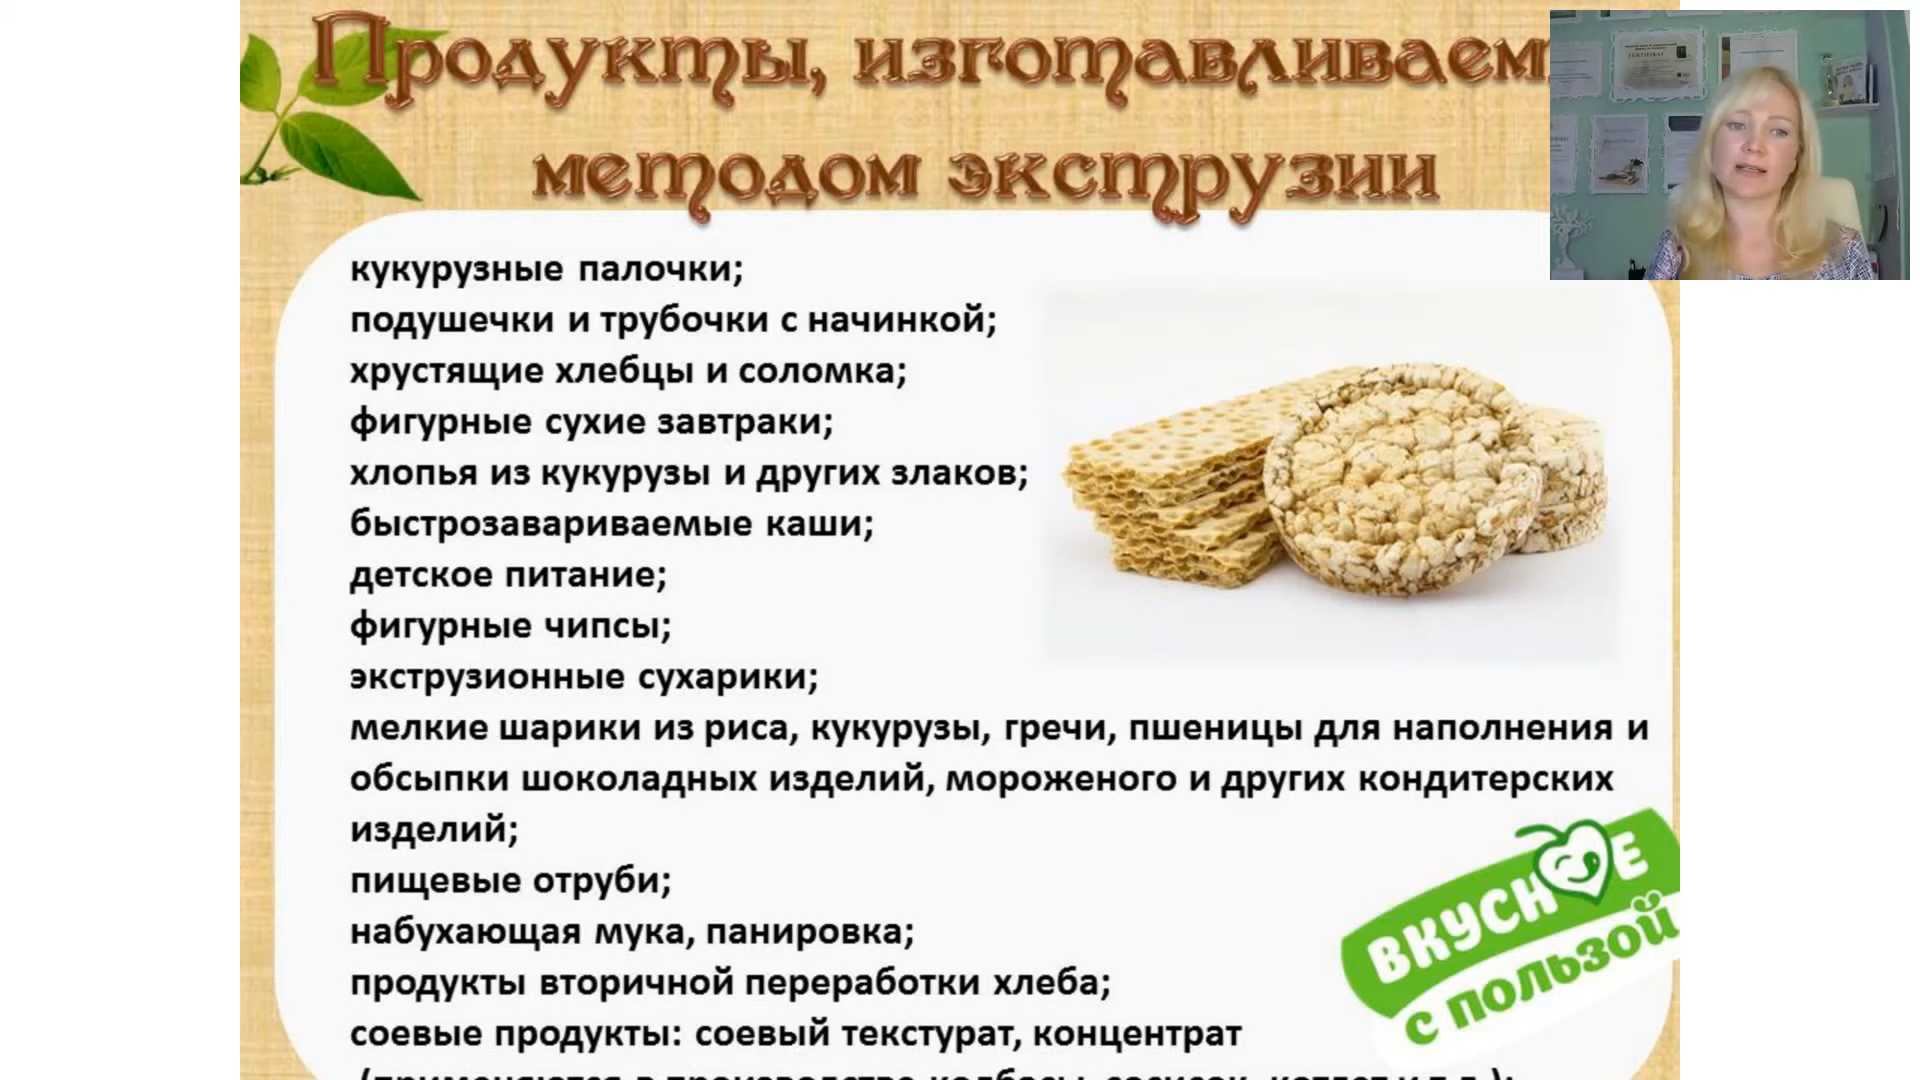 Продукты, изготавливаем
методом экструзии
кукурузные палочки;
подушечки и трубочки с начинкой;
хрустящие хлебцы и соломка;
фигурные сухие завтраки;
хлопья из кукурузы и других злаков;
быстрозавариваемые каши;
детское питание;
фигурные чипсы;
экструзионные сухарики;
мелкие шарики из риса, кукурузы, гречи, пшеницы для наполнения и
обсыпки шоколадных изделий, мороженого и других кондитерских
изделий;
пищевые отруби;
набухающая мука, панировка;
продукты вторичной переработки хлеба;
соевые продукты: соевый текстурат, концентрат
ВКУСНОЕ
с пользой
ZERTIFIKAT